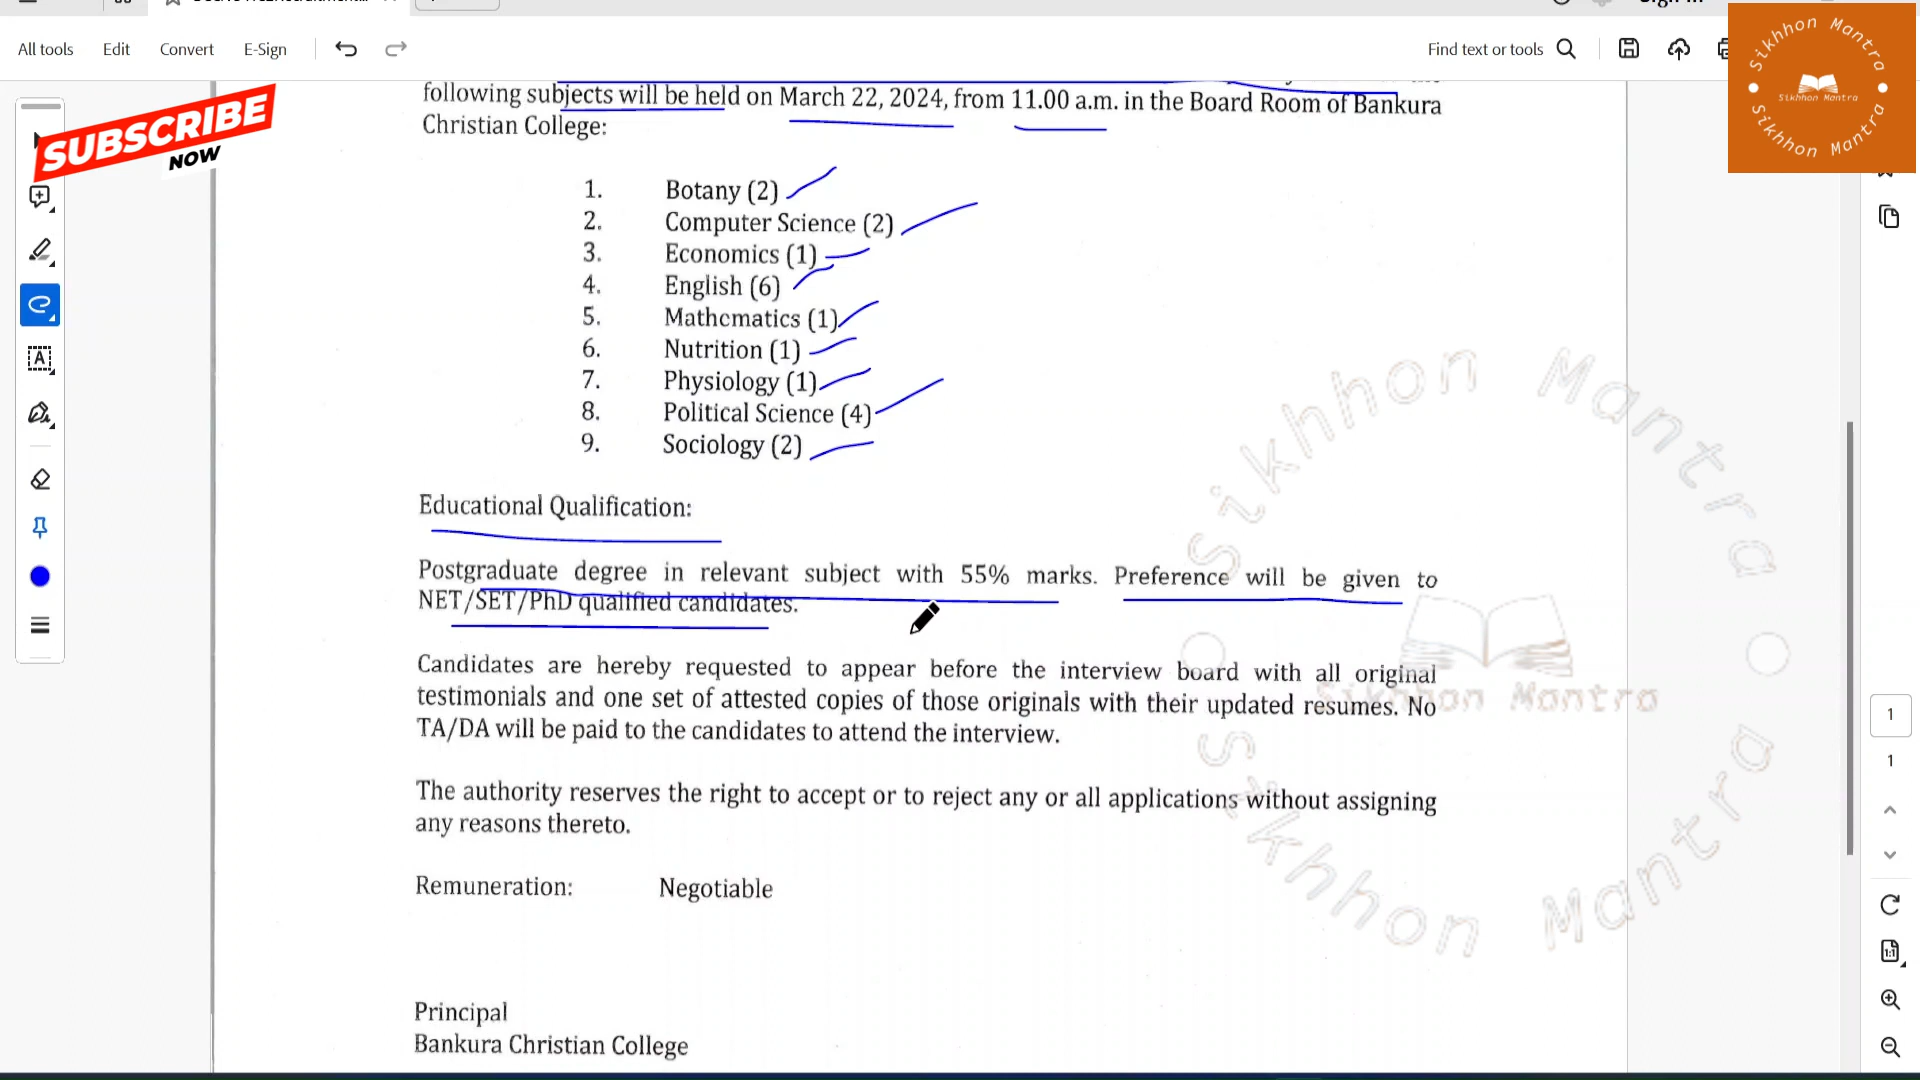 All tools Edit Convert E-Sign
Find text or tools
SUBSCRIBE
NOW
Sikhhon Mantra
Sikhhon Mantra
Sikhhon Mantra
following subjects will be held on March 22, 2024, from 11.00 a.m. in the Board Room of Bankura
Christian College:
1. Botany (2)
2. Computer Science (2)
3. Economics (1)
4. English (6)
5. Mathematics (1)
6. Nutrition (1)
7. Physiology (1)
8. Political Science (4)
9. Sociology (2)
Educational Qualification:
Postgraduate degree in relevant subject with 55% marks. Preference will be given to
NET/SET/PhD qualified candidates.
Candidates are hereby requested to appear before the interview board with all original
testimonials and one set of attested copies of those originals with their updated resumes. No
TA/DA will be paid to the candidates to attend the interview.
The authority reserves the right to accept or to reject any or all applications without assigning
any reasons thereto.
Remuneration: Negotiable
Principal
Bankura Christian College
Sikhhon Mantra
Sikhhon Mantra
Sikhhon Mantra
1
1